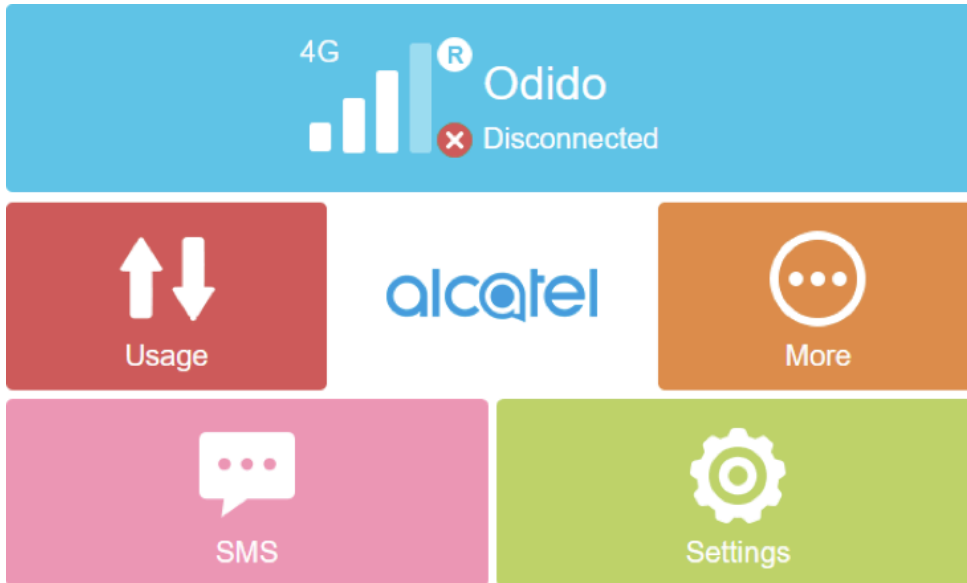 4G
R
Odido
Disconnected
Usage
alcatel
More
SMS
Settings